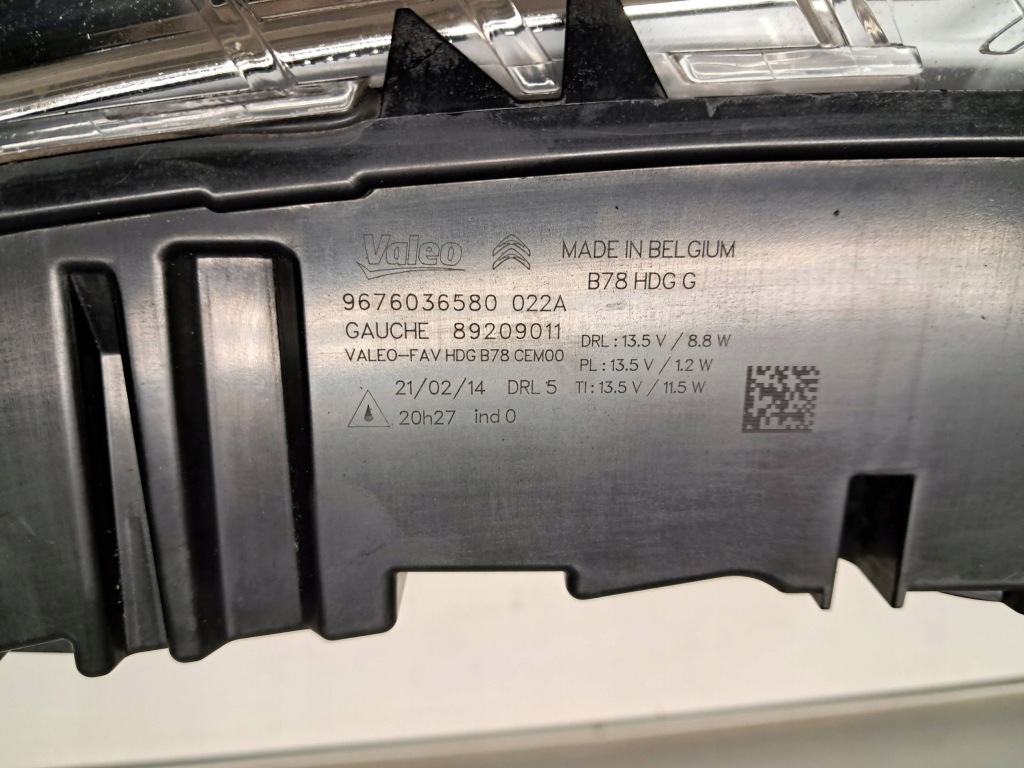 Valeo MADE IN BELGIUM
B78 HDG G
9676036580 022A
GAUCHE 89209011
VALEO-FAV HDG B78 CEM00
DRL : 13.5 V / 8.8 W
PL : 13.5 V / 1.2 W
21/02/14 DRL 5
TI : 13.5 V / 11.5 W
20h27 ind 0